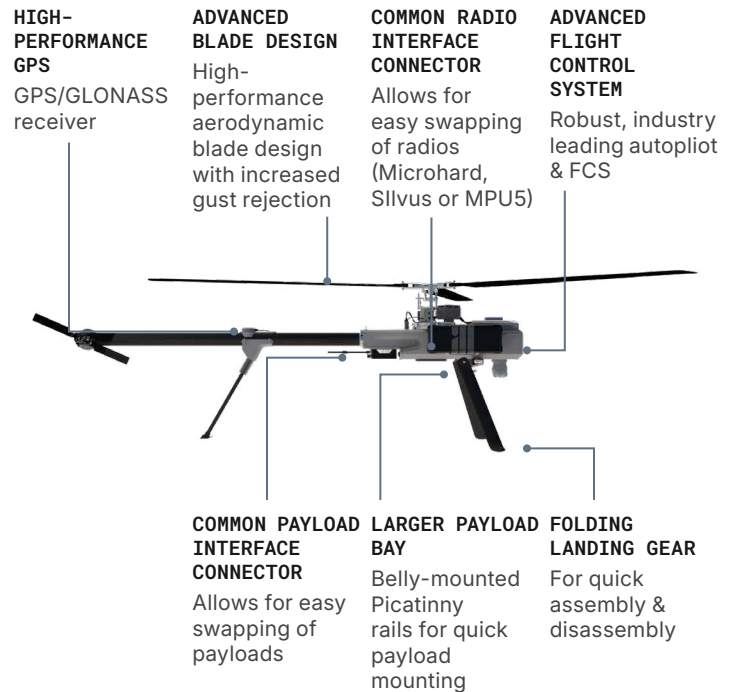 HIGH-
PERFORMANCE
GPS
GPS/GLONASS
receiver
ADVANCED
BLADE DESIGN
High-
performance
aerodynamic
blade design
with increased
gust rejection
COMMON RADIO
INTERFACE
CONNECTOR
Allows for
easy swapping
of radios
(Microhard,
SIlvus or MPU5)
ADVANCED
FLIGHT
CONTROL
SYSTEM
Robust, industry
leading autopliot
& FCS
COMMON PAYLOAD
INTERFACE
CONNECTOR
Allows for easy
swapping of
payloads
LARGER PAYLOAD
BAY
Belly-mounted
Picatinny
rails for quick
payload
mounting
FOLDING
LANDING GEAR
For quick
assembly &
disassembly